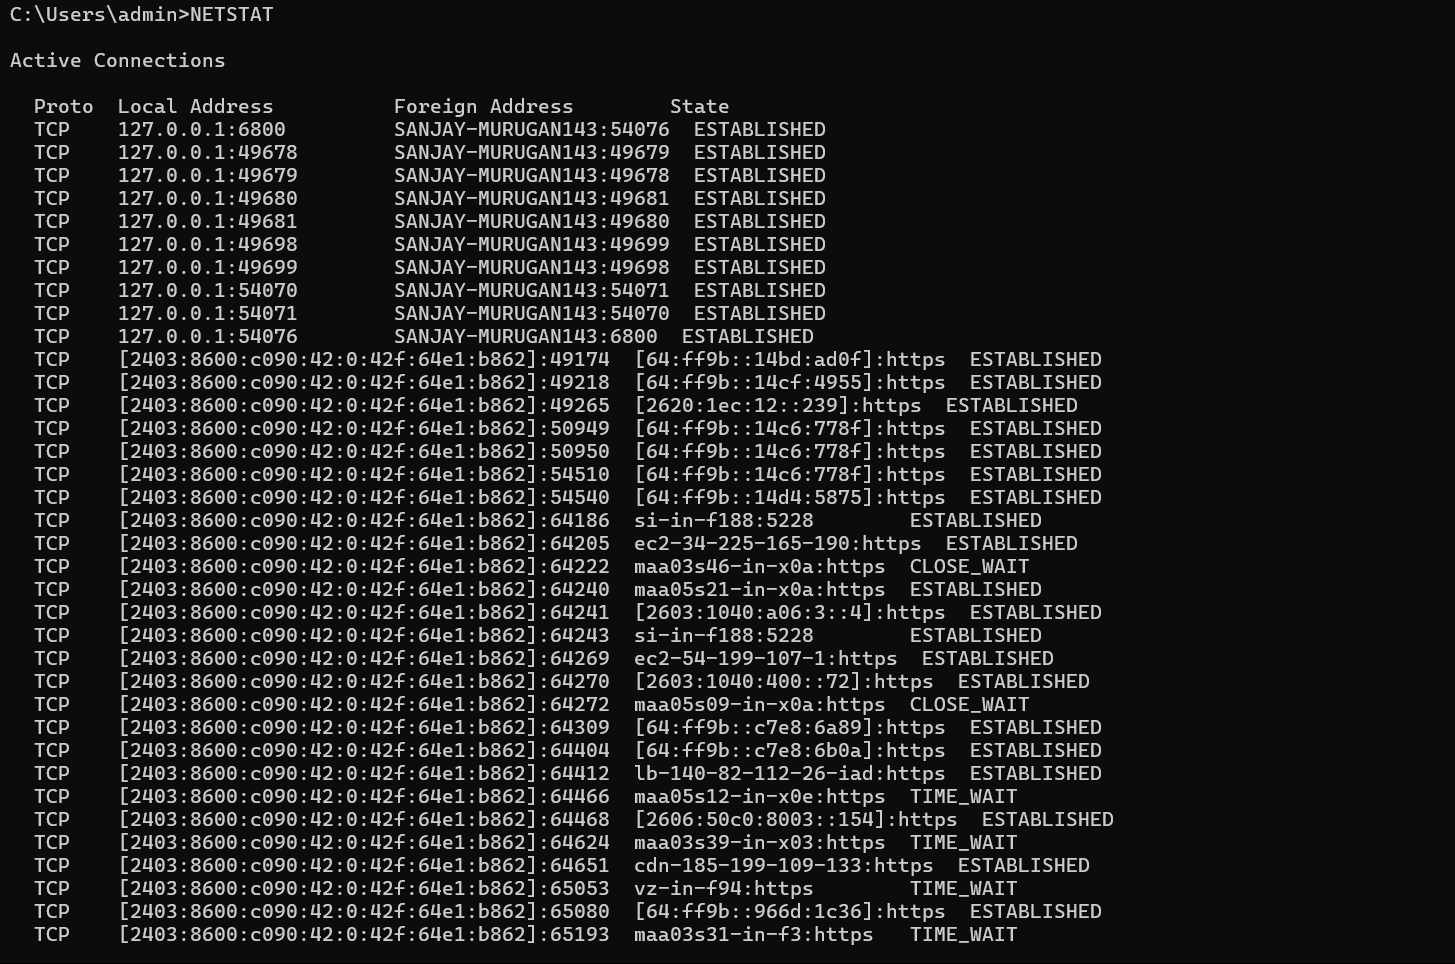 C:\Users\admin>NETSTAT
Active Connections
Proto  Local Address          Foreign Address        State
TCP    127.0.0.1:6800         SANJAY-MURUGAN143:54076  ESTABLISHED
TCP    127.0.0.1:49678        SANJAY-MURUGAN143:49679  ESTABLISHED
TCP    127.0.0.1:49679        SANJAY-MURUGAN143:49678  ESTABLISHED
TCP    127.0.0.1:49680        SANJAY-MURUGAN143:49681  ESTABLISHED
TCP    127.0.0.1:49681        SANJAY-MURUGAN143:49680  ESTABLISHED
TCP    127.0.0.1:49698        SANJAY-MURUGAN143:49699  ESTABLISHED
TCP    127.0.0.1:49699        SANJAY-MURUGAN143:49698  ESTABLISHED
TCP    127.0.0.1:54070        SANJAY-MURUGAN143:54071  ESTABLISHED
TCP    127.0.0.1:54071        SANJAY-MURUGAN143:54070  ESTABLISHED
TCP    127.0.0.1:54076        SANJAY-MURUGAN143:6800  ESTABLISHED
TCP    [2403:8600:c090:42:0:42f:64e1:b862]:49174  [64:ff9b::14bd:ad0f]:https  ESTABLISHED
TCP    [2403:8600:c090:42:0:42f:64e1:b862]:49218  [64:ff9b::14cf:4955]:https  ESTABLISHED
TCP    [2403:8600:c090:42:0:42f:64e1:b862]:49265  [2620:1ec:12::239]:https  ESTABLISHED
TCP    [2403:8600:c090:42:0:42f:64e1:b862]:50949  [64:ff9b::14c6:778f]:https  ESTABLISHED
TCP    [2403:8600:c090:42:0:42f:64e1:b862]:50950  [64:ff9b::14c6:778f]:https  ESTABLISHED
TCP    [2403:8600:c090:42:0:42f:64e1:b862]:54510  [64:ff9b::14c6:778f]:https  ESTABLISHED
TCP    [2403:8600:c090:42:0:42f:64e1:b862]:54540  [64:ff9b::14d4:5875]:https  ESTABLISHED
TCP    [2403:8600:c090:42:0:42f:64e1:b862]:64186  si-in-f188:5228        ESTABLISHED
TCP    [2403:8600:c090:42:0:42f:64e1:b862]:64205  ec2-34-225-165-190:https  ESTABLISHED
TCP    [2403:8600:c090:42:0:42f:64e1:b862]:64222  maa03s46-in-x0a:https  CLOSE_WAIT
TCP    [2403:8600:c090:42:0:42f:64e1:b862]:64240  maa05s21-in-x0a:https  ESTABLISHED
TCP    [2403:8600:c090:42:0:42f:64e1:b862]:64241  [2603:1040:a06:3::4]:https  ESTABLISHED
TCP    [2403:8600:c090:42:0:42f:64e1:b862]:64243  si-in-f188:5228        ESTABLISHED
TCP    [2403:8600:c090:42:0:42f:64e1:b862]:64269  ec2-54-199-107-1:https  ESTABLISHED
TCP    [2403:8600:c090:42:0:42f:64e1:b862]:64270  [2603:1040:400::72]:https  ESTABLISHED
TCP    [2403:8600:c090:42:0:42f:64e1:b862]:64272  maa05s09-in-x0a:https  CLOSE_WAIT
TCP    [2403:8600:c090:42:0:42f:64e1:b862]:64309  [64:ff9b::c7e8:6a89]:https  ESTABLISHED
TCP    [2403:8600:c090:42:0:42f:64e1:b862]:64404  [64:ff9b::c7e8:6b0a]:https  ESTABLISHED
TCP    [2403:8600:c090:42:0:42f:64e1:b862]:64412  lb-140-82-112-26-iad:https  ESTABLISHED
TCP    [2403:8600:c090:42:0:42f:64e1:b862]:64466  maa05s12-in-x0e:https  TIME_WAIT
TCP    [2403:8600:c090:42:0:42f:64e1:b862]:64468  [2606:50c0:8003::154]:https  ESTABLISHED
TCP    [2403:8600:c090:42:0:42f:64e1:b862]:64624  maa03s39-in-x03:https  TIME_WAIT
TCP    [2403:8600:c090:42:0:42f:64e1:b862]:64651  cdn-185-199-109-133:https  ESTABLISHED
TCP    [2403:8600:c090:42:0:42f:64e1:b862]:65053  vz-in-f94:https        TIME_WAIT
TCP    [2403:8600:c090:42:0:42f:64e1:b862]:65080  [64:ff9b::966d:1c36]:https  ESTABLISHED
TCP    [2403:8600:c090:42:0:42f:64e1:b862]:65193  maa03s31-in-f3:https   TIME_WAIT